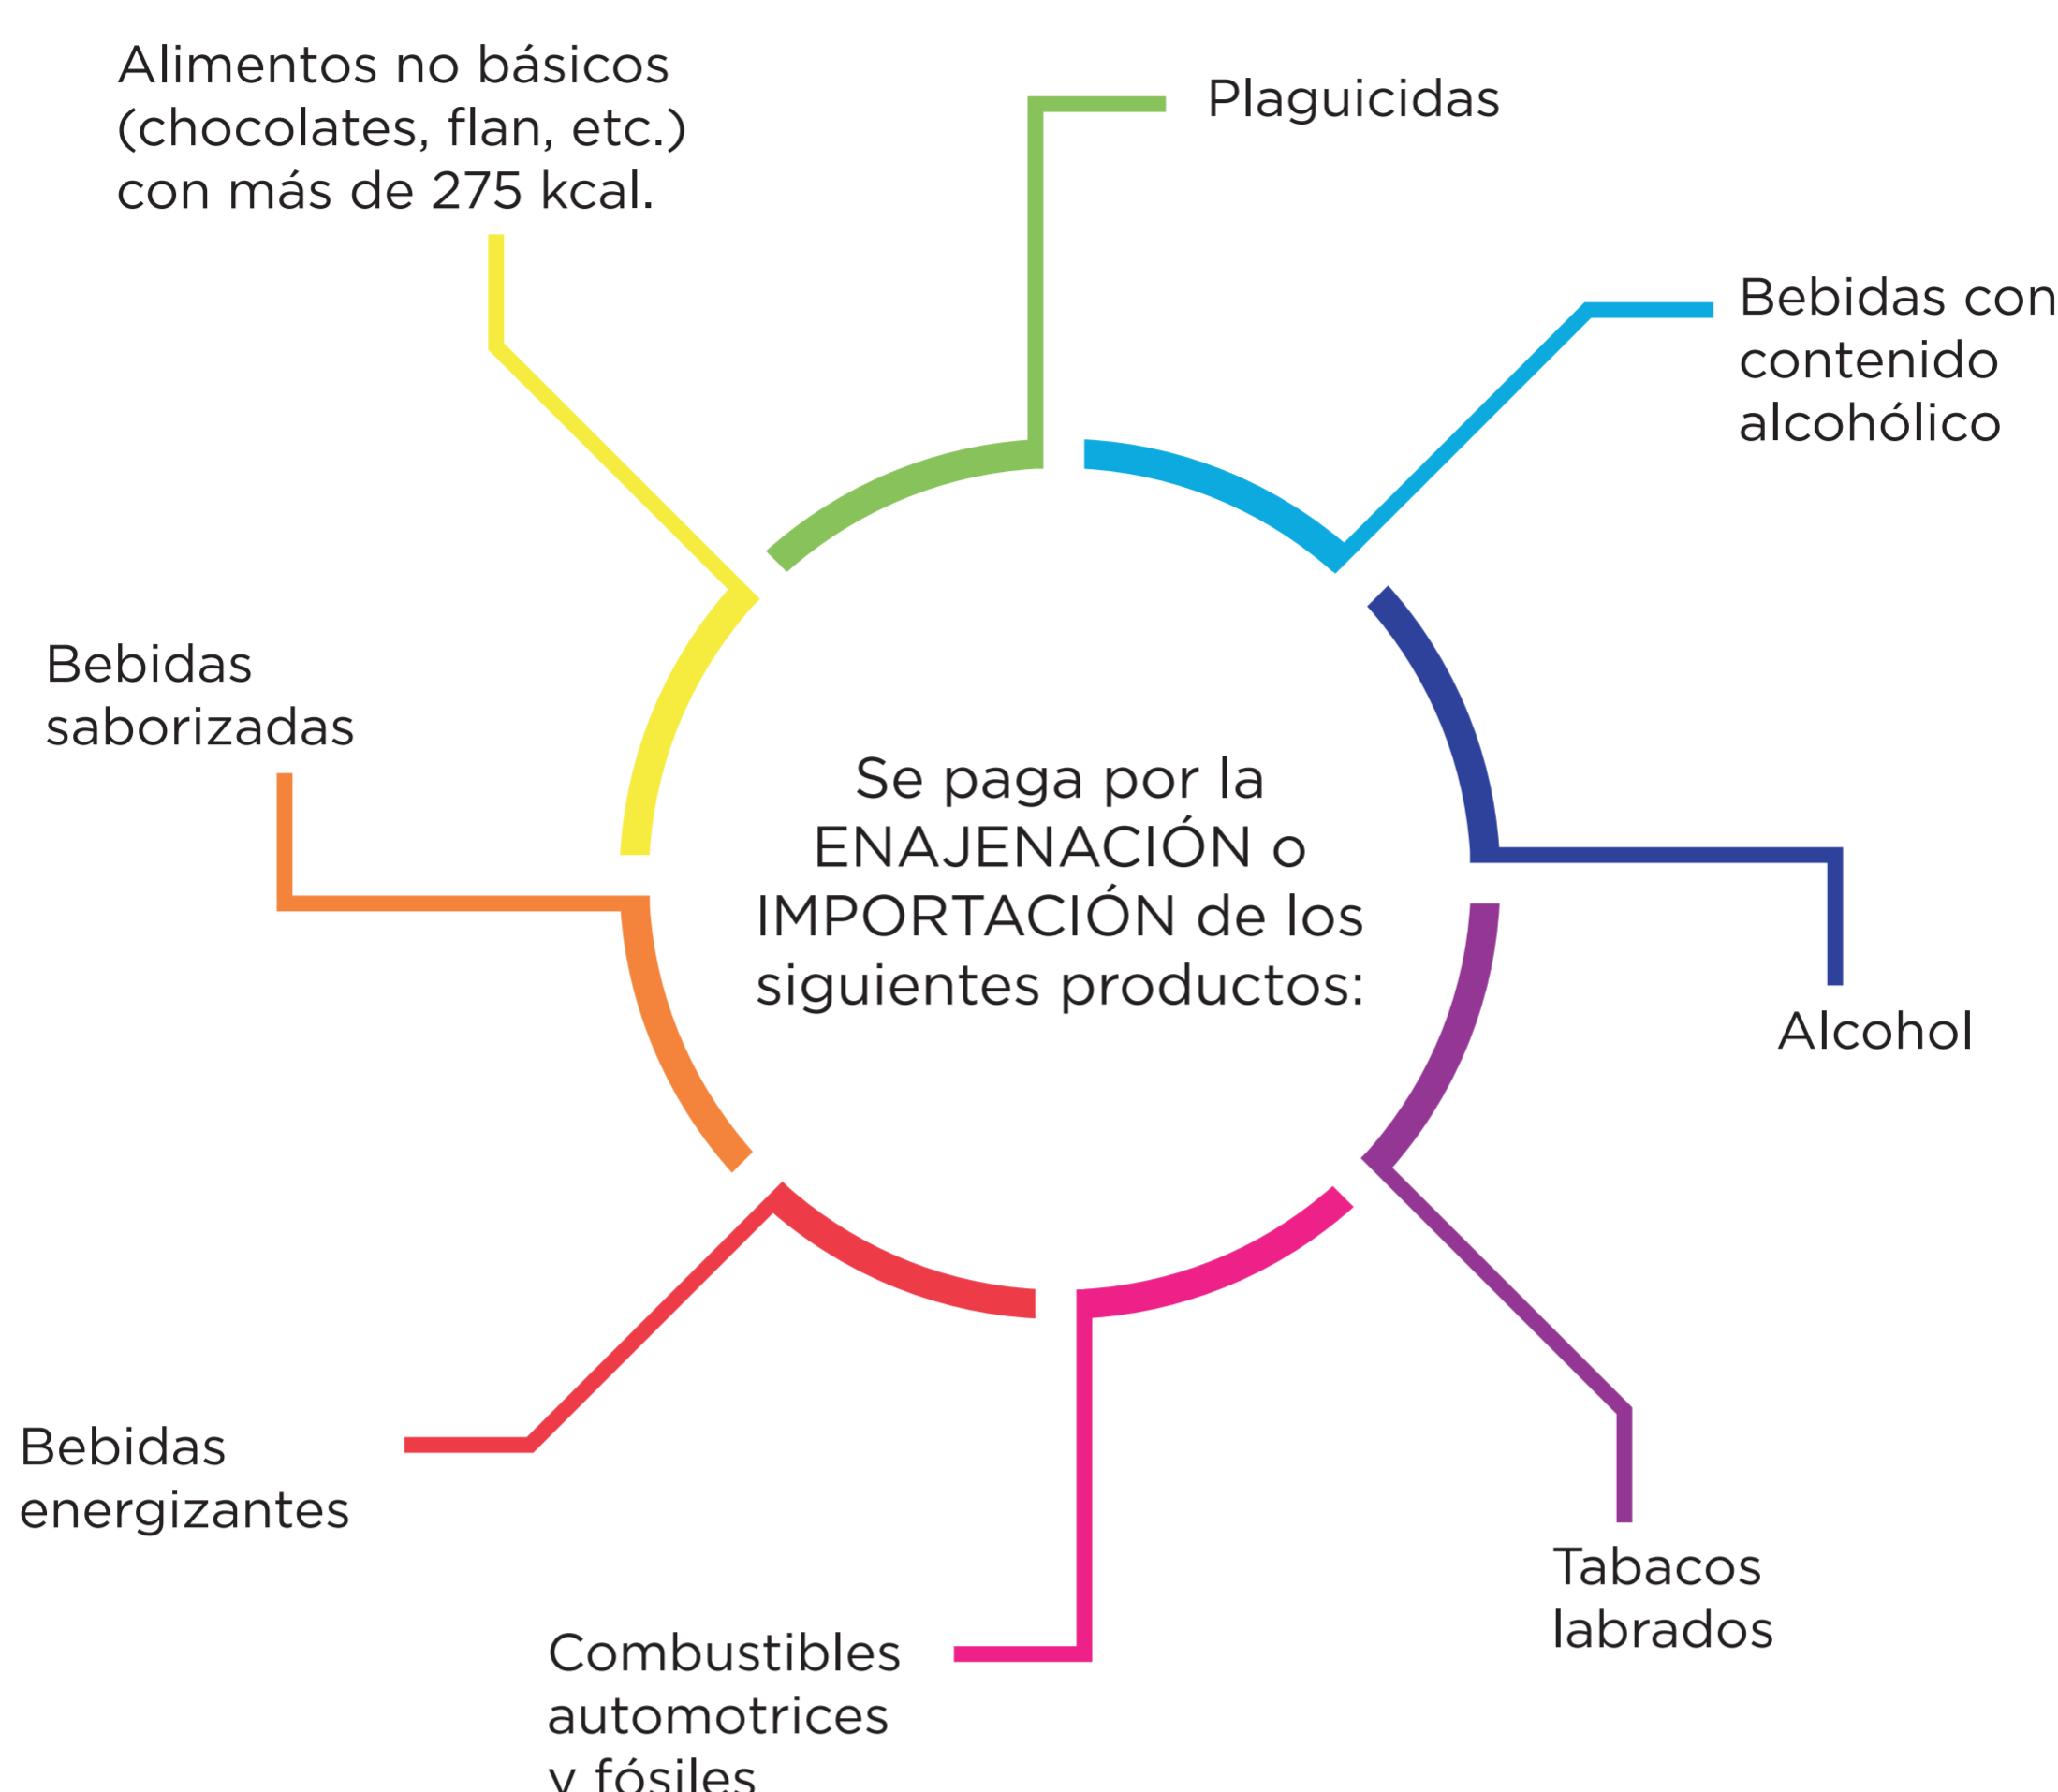 Alimentos no básicos
(chocolates, flan, etc.)
con más de 275 kcal.
Plaguicidas
Bebidas con
contenido
alcohólico
Bebidas
saborizadas
Se paga por la
ENAJENACIÓN o
IMPORTACIÓN de los
siguientes productos:
Alcohol
Bebidas
energizantes
Tabacos
labrados
Combustibles
automotrices
y fósiles